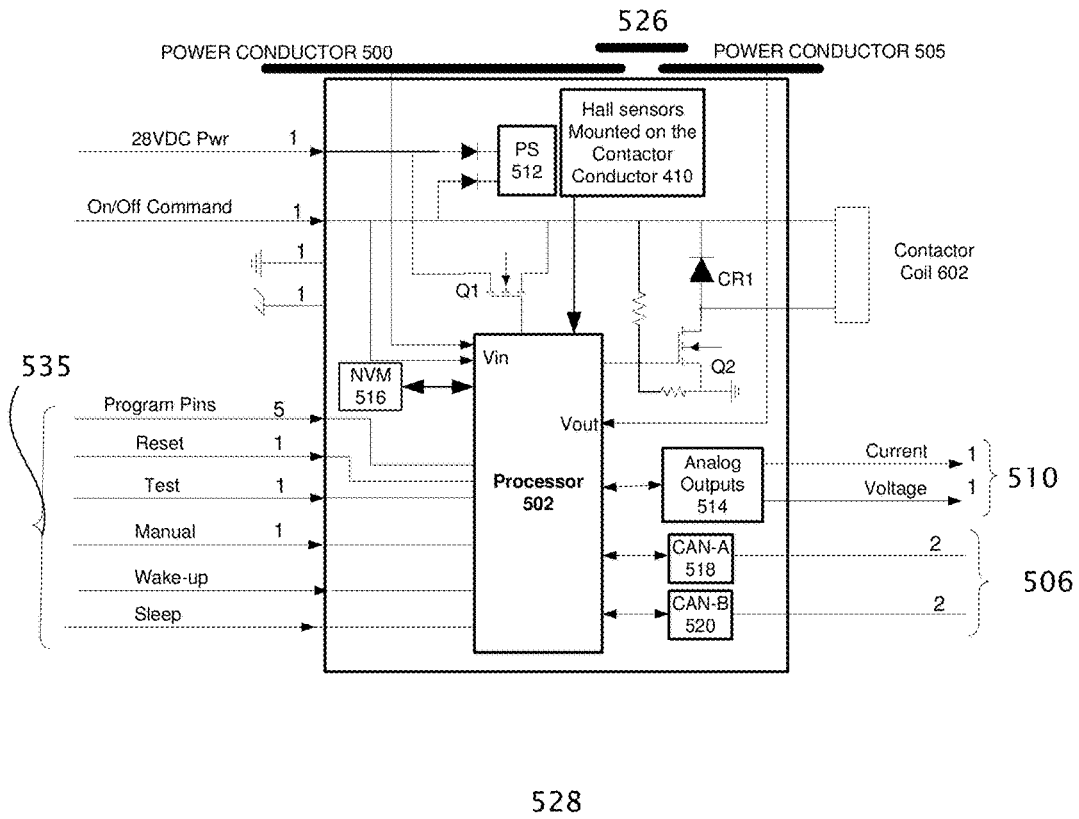 526
POWER CONDUCTOR 500
POWER CONDUCTOR 505
28VDC Pwr 1
PS
512
Hall sensors
Mounted on the
Contactor
Conductor 410
On/Off Command 1
1
1
Contactor
Coil 602
CR1
Q1
Q2
Vin
NVM
516
535
Program Pins 5
Reset 1
Test 1
Manual 1
Wake-up
Sleep
Vout
Processor
502
Analog
Outputs
514
Current 1
Voltage 1
510
CAN-A
518
2
CAN-B
520
2
506
528